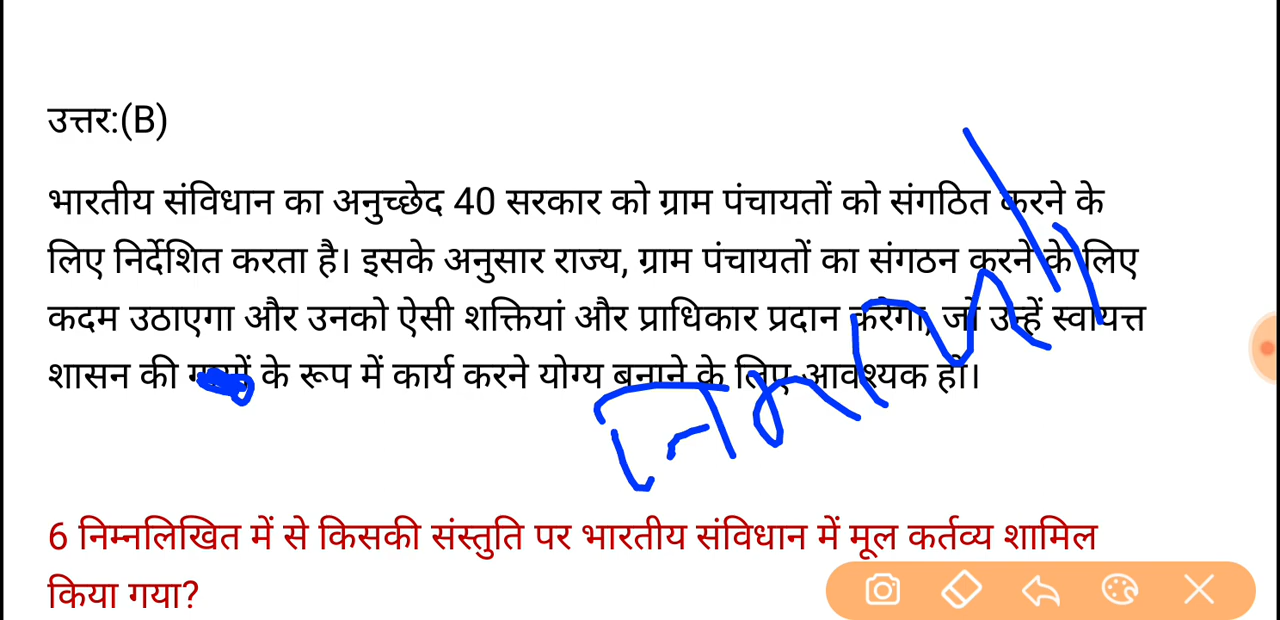 उत्तर:(B)
भारतीय संविधान का अनुच्छेद 40 सरकार को ग्राम पंचायतों को संगठित करने के
लिए निर्देशित करता है। इसके अनुसार राज्य, ग्राम पंचायतों का संगठन करने के लिए
कदम उठाएगा और उनको ऐसी शक्तियां और प्राधिकार प्रदान करेगा, जो उन्हें स्वायत्त
शासन की के रूप में कार्य करने योग्य बनाने के लिए आवश्यक हों।
6 निम्नलिखित में से किसकी संस्तुति पर भारतीय संविधान में मूल कर्तव्य शामिल
किया गया?